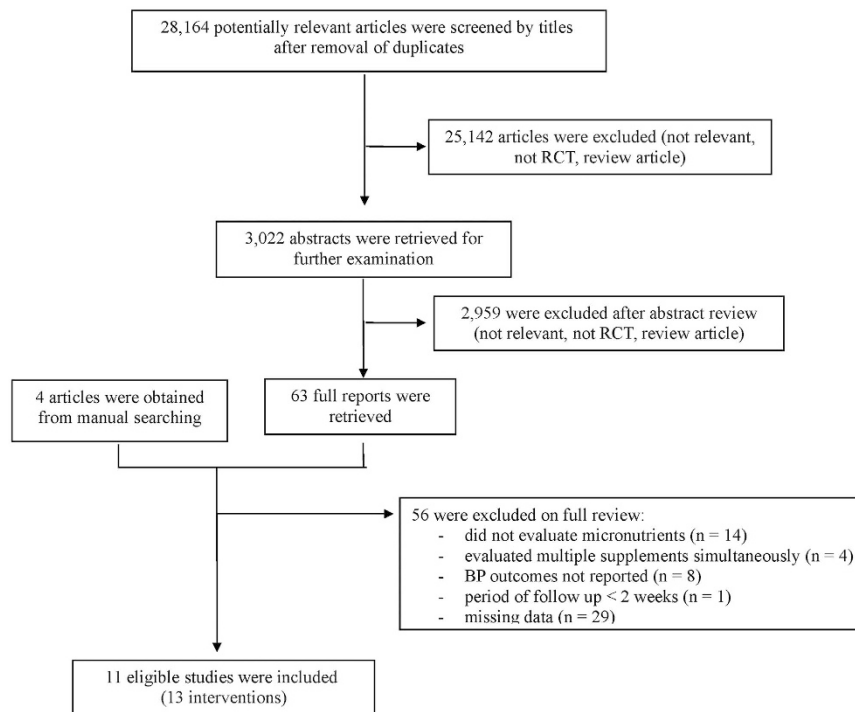 28,164 potentially relevant articles were screened by titles
after removal of duplicates
25,142 articles were excluded (not relevant,
not RCT, review article)
3,022 abstracts were retrieved for
further examination
2,959 were excluded after abstract review
(not relevant, not RCT, review article)
4 articles were obtained
from manual searching
63 full reports were
retrieved
56 were excluded on full review:
- did not evaluate micronutrients (n = 14)
- evaluated multiple supplements simultaneously (n = 4)
- BP outcomes not reported (n = 8)
- period of follow up < 2 weeks (n = 1)
- missing data (n = 29)
11 eligible studies were included
(13 interventions)